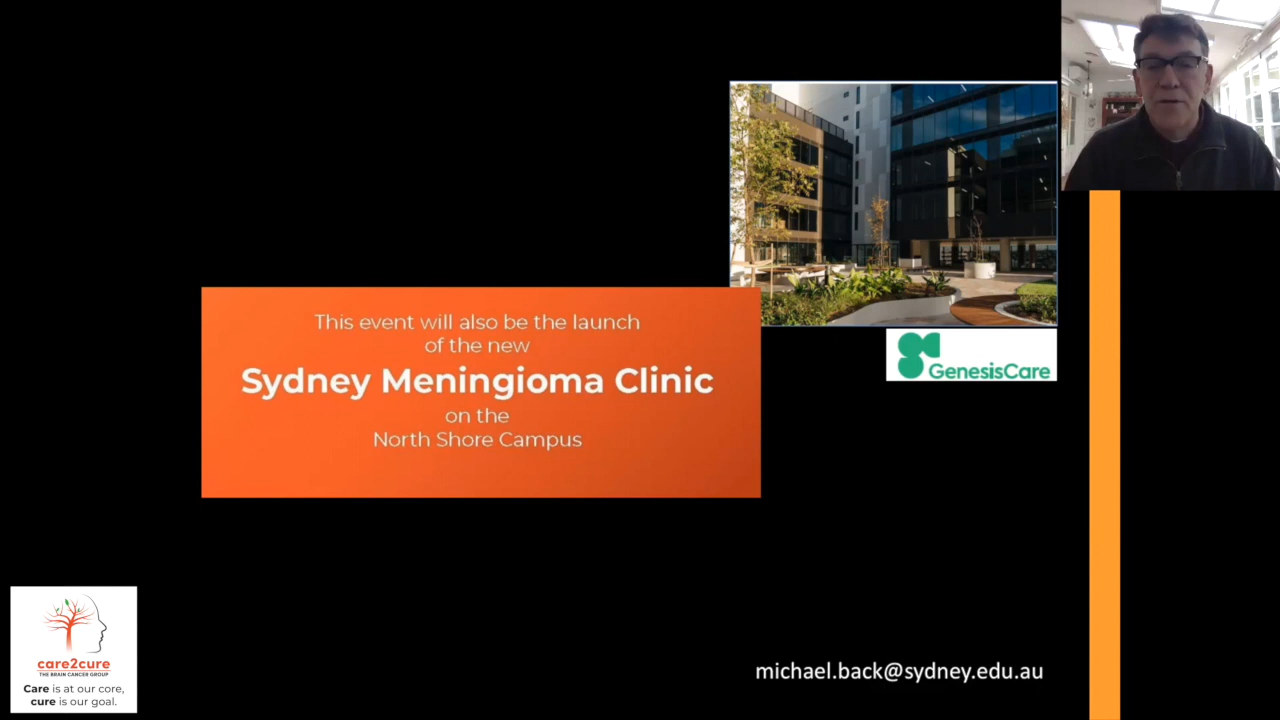 This event will also be the launch
of the new
Sydney Meningioma Clinic
on the
North Shore Campus
GenesisCare
care2cure
THE BRAIN CANCER GROUP
Care is at our core,
cure is our goal.
michael.back@sydney.edu.au